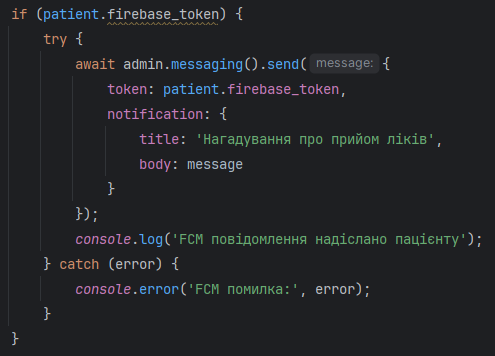 if (patient.firebase_token) {
try {
await admin.messaging().send( message: {
token: patient.firebase_token,
notification: {
title: 'Нагадування про прийом ліків',
body: message
}
});
console.log('FCM повідомлення надіслано пацієнту');
} catch (error) {
console.error('FCM помилка:', error);
}
}